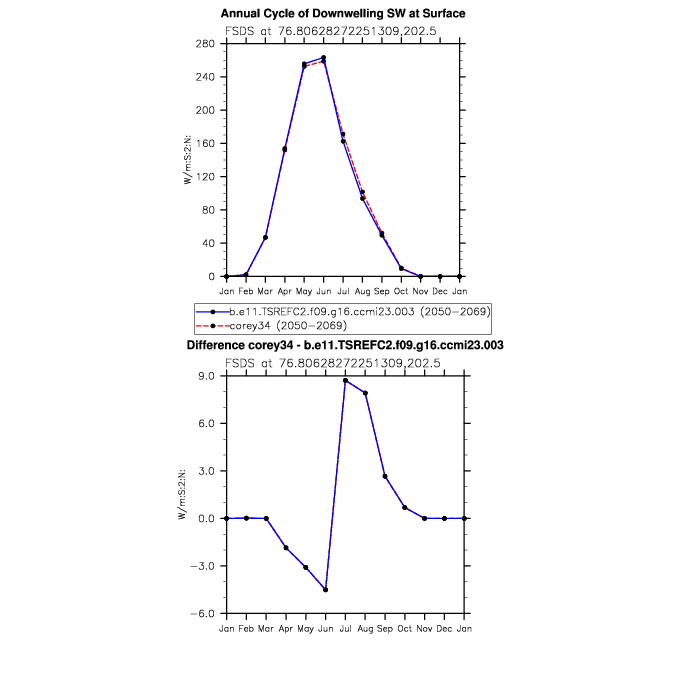 Annual Cycle of Downwelling SW at Surface
FSDS at 76.80628272251309,202.5
280
240
200
160
120
80
40
0
W/m:S:2:N:
Jan Feb Mar Apr May Jun Jul Aug Sep Oct Nov Dec Jan
b.e11.TSREFC2.f09.g16.ccmi23.003 (2050-2069)
corey34 (2050-2069)
Difference corey34 - b.e11.TSREFC2.f09.g16.ccmi23.003
FSDS at 76.80628272251309,202.5
9.0
6.0
3.0
0.0
-3.0
-6.0
W/m:S:2:N:
Jan Feb Mar Apr May Jun Jul Aug Sep Oct Nov Dec Jan